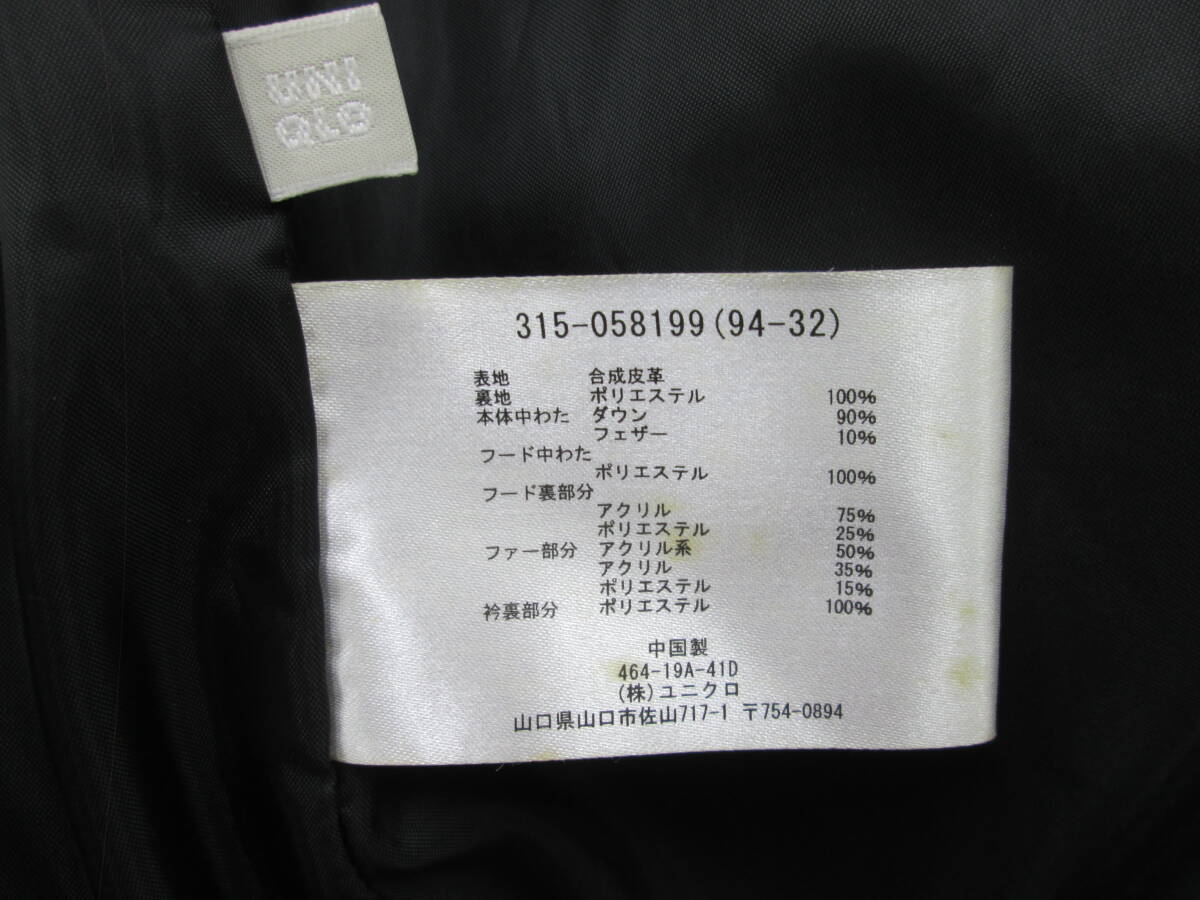 UNI
QLO
315-058199(94-32)
表地 合成皮革
裏地 ポリエステル 100%
本体中わた ダウン 90%
フェザー 10%
フード中わた
ポリエステル 100%
フード裏部分
アクリル 75%
ポリエステル 25%
ファー部分 アクリル系 50%
アクリル 35%
ポリエステル 15%
衿裏部分 ポリエステル 100%
中国製
464-19A-41D
(株)ユニクロ
山口県山口市佐山717-1 〒754-0894